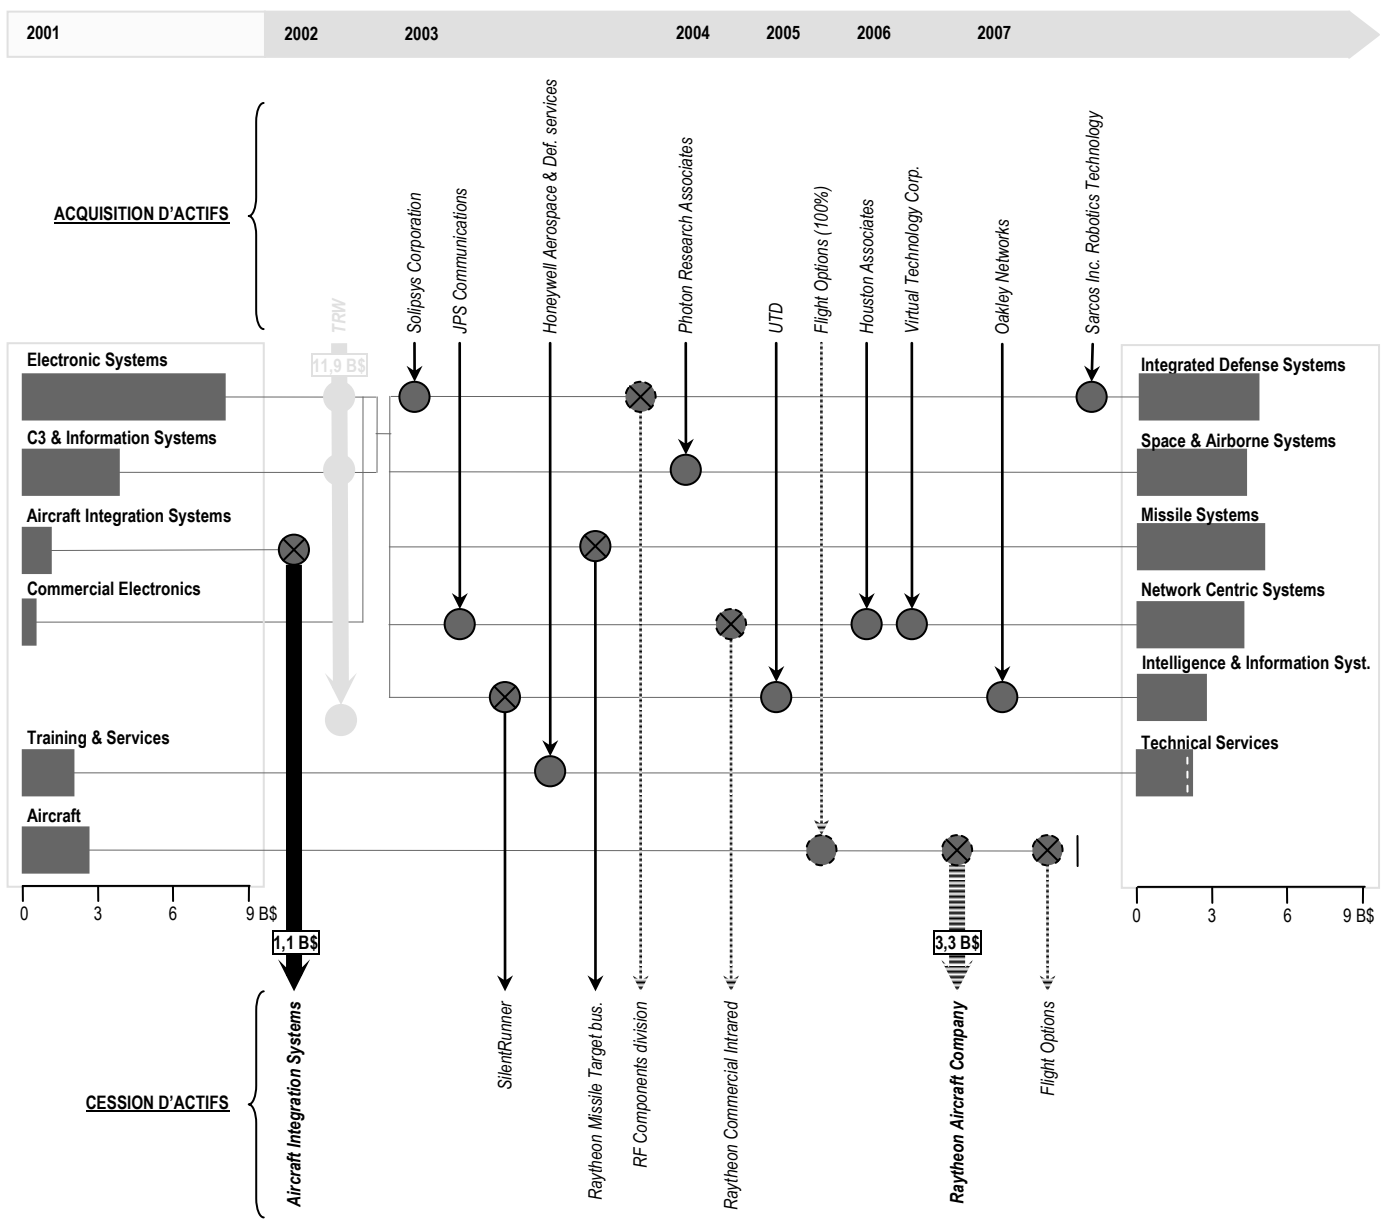 2001
2002
2003
2004
2005
2006
2007
ACQUISITION D'ACTIFS
TRW
11,9 B$
Solipsys Corporation
JPS Communications
Honeywell Aerospace & Def. services
Photon Research Associates
UTD
Flight Options (100%)
Houston Associates
Virtual Technology Corp.
Oakley Networks
Sarcos Inc. Robotics Technology
Electronic Systems
C3 & Information Systems
Aircraft Integration Systems
Commercial Electronics
Training & Services
Aircraft
0 3 6 9 B$
Integrated Defense Systems
Space & Airborne Systems
Missile Systems
Network Centric Systems
Intelligence & Information Syst.
Technical Services
0 3 6 9 B$
1,1 B$
3,3 B$
CESSION D'ACTIFS
Aircraft Integration Systems
SilentRunner
Raytheon Missile Target bus.
RF Components division
Raytheon Commercial Intrared
Raytheon Aircraft Company
Flight Options